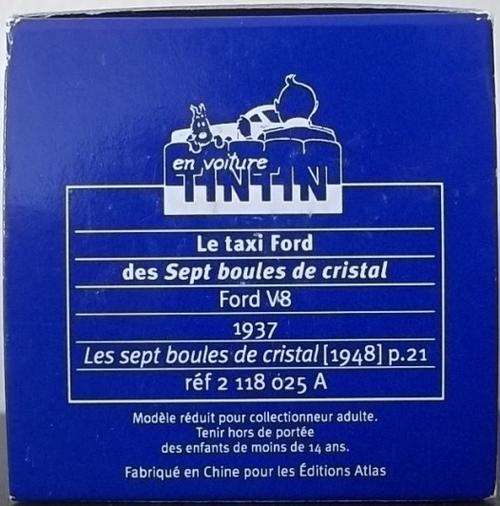 en voiture
TINTIN
Le taxi Ford
des Sept boules de cristal
Ford V8
1937
Les sept boules de cristal [1948] p.21
réf 2 118 025 A
Modèle réduit pour collectionneur adulte.
Tenir hors de portée
des enfants de moins de 14 ans.
Fabriqué en Chine pour les Éditions Atlas